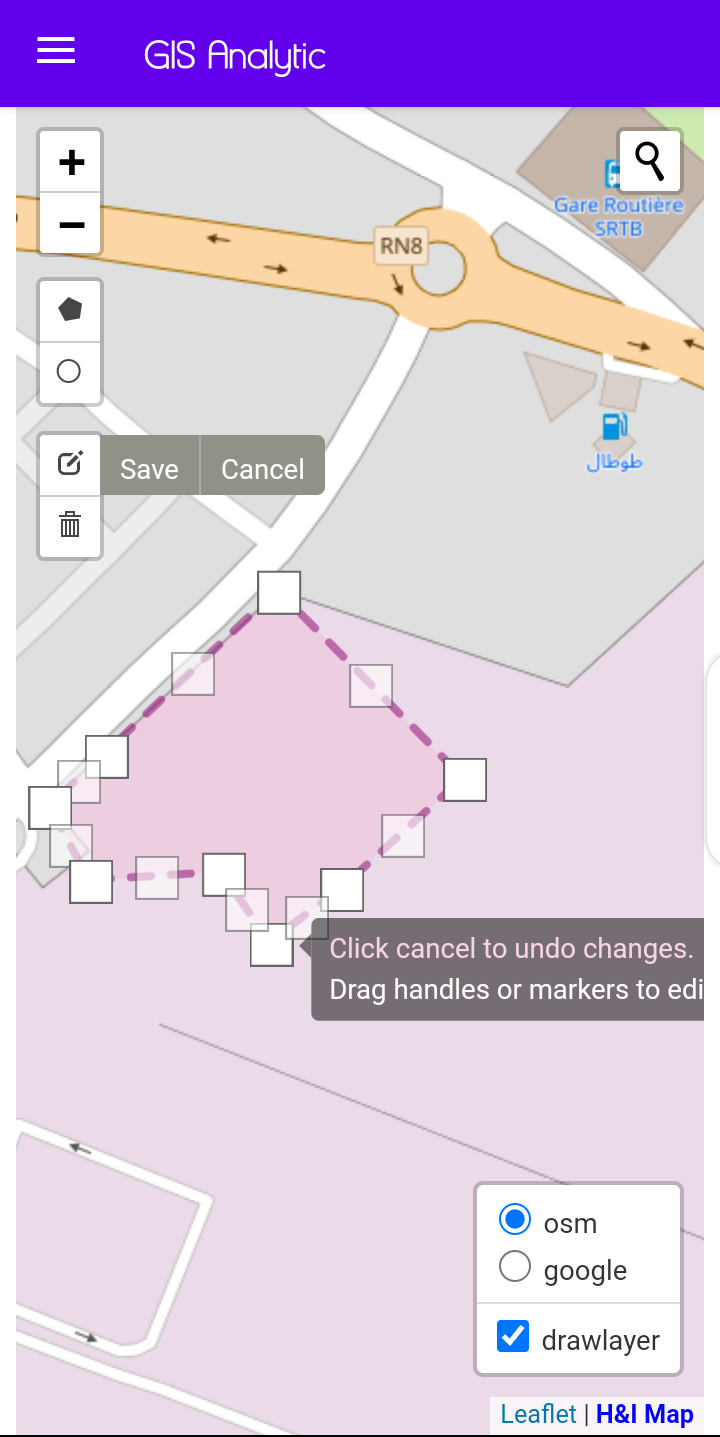 GIS Analytic
+
Gare Routière
SRTB
−
RN8
طوطال
Save
Cancel
Click cancel to undo changes.
Drag handles or markers to edi
osm
google
drawlayer
Leaflet | H&I Map